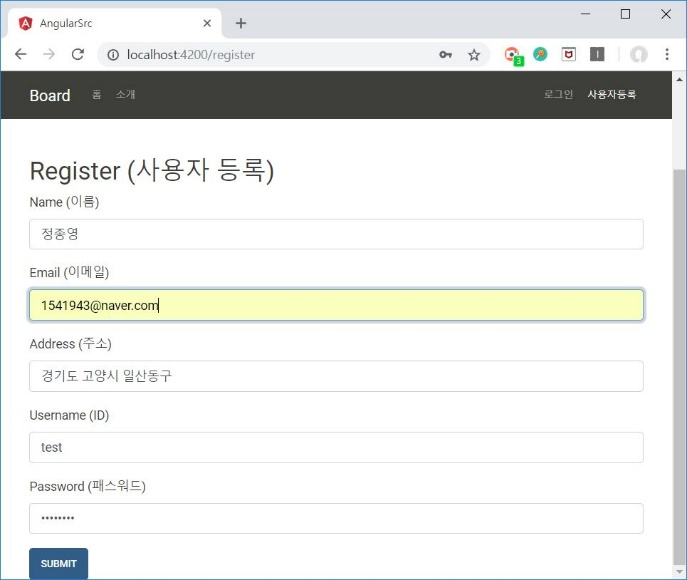 AngularSrc
localhost:4200/register
3
Board 홈 소개 로그인 사용자등록
Register (사용자 등록)
Name (이름)
정종영
Email (이메일)
1541943@naver.com
Address (주소)
경기도 고양시 일산동구
Username (ID)
test
Password (패스워드)
••••••••
SUBMIT